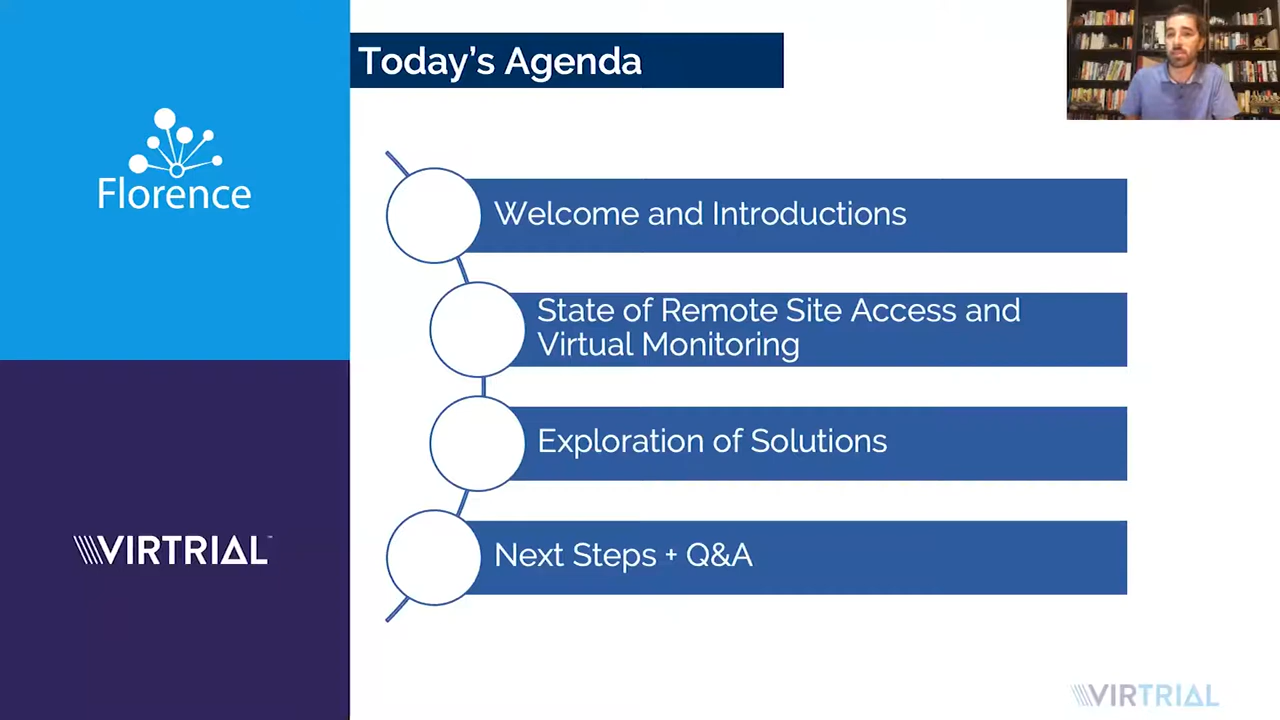 Today's Agenda
Florence
VIRTRIAL™
Welcome and Introductions
State of Remote Site Access and
Virtual Monitoring
Exploration of Solutions
Next Steps + Q&A
VIRTRIAL